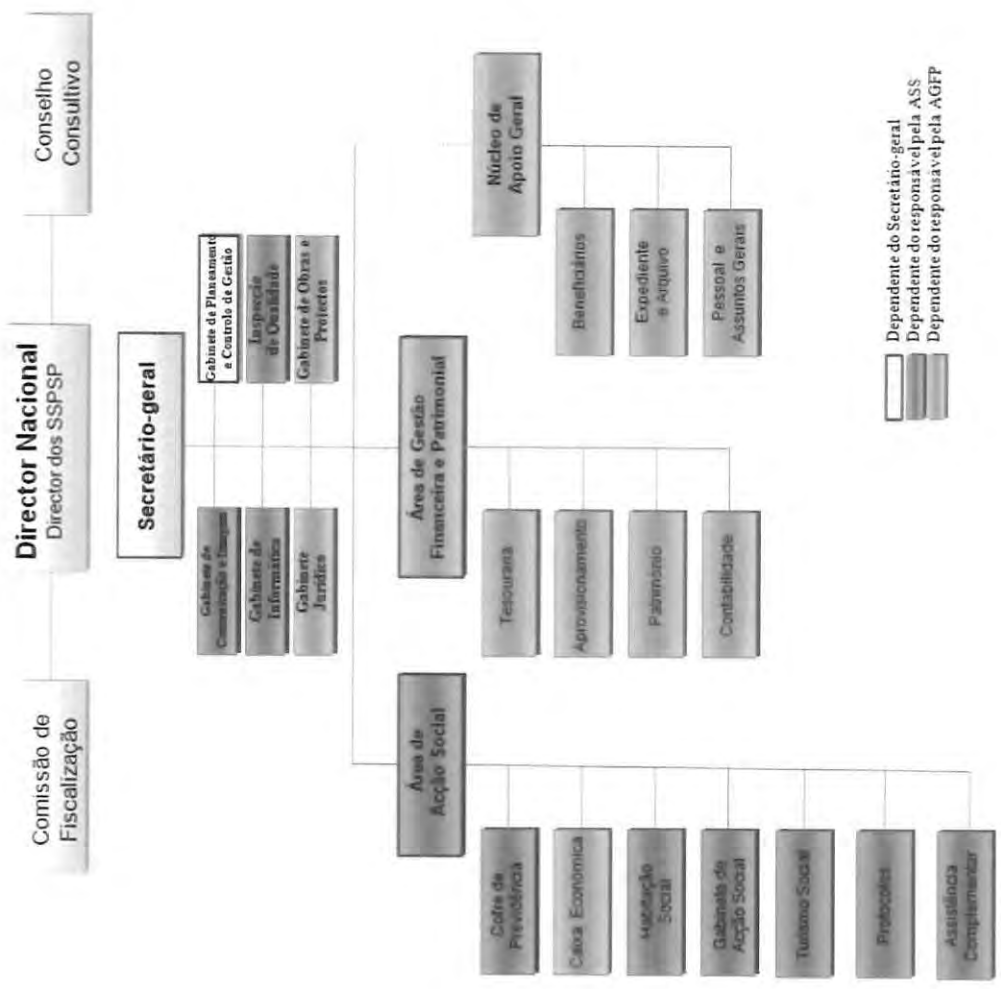 Comissão de
Fiscalização
Director Nacional
Director dos SSPSP
Conselho
Consultivo
Secretário-geral
Gabinete de
Comunicação e Imagem
Gabinete de
Informática
Gabinete
Jurídico
Gabinete de Planeamento
e Controlo de Gestão
Inspecção
de Qualidade
Gabinete de Obras e
Projectos
Área de
Acção Social
Cofre de
Previdência
Caixa Económica
Habitação
Social
Gabinete de
Acção Social
Turismo Social
Protocolos
Assistência
Complementar
Área de Gestão
Financeira e Patrimonial
Tesouraria
Aprovisionamento
Património
Contabilidade
Núcleo de
Apoio Geral
Beneficiários
Expediente
e Arquivo
Pessoal e
Assuntos Gerais
Dependente do Secretário-geral
Dependente do responsável pela ASS
Dependente do responsável pela AGFP